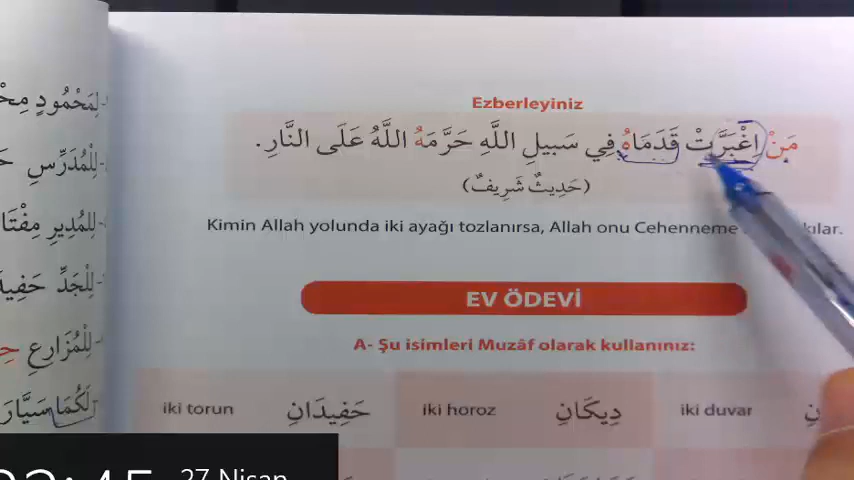 Ezberleyiniz
مَنْ اِغْبَرَّتْ قَدَمَاهُ فِي سَبِيلِ اللَّهِ حَرَّمَهُ اللَّهُ عَلَى النَّارِ.
(حَدِيثٌ شَرِيفٌ)
Kimin Allah yolunda iki ayağı tozlanırsa, Allah onu Cehenneme
EV ÖDEVİ
A- Şu isimleri Muzâf olarak kullanınız:
iki duvar دِيكَانِ iki horoz حَفِيدَانِ iki torun
لِمَحْمُودٍ
لِلْمُدَرِّسِ
لِلْمُدِيرِ
لِلْجَدِّ
لِلْمُزَارِعِ
لَكُمَا
27 Nisan